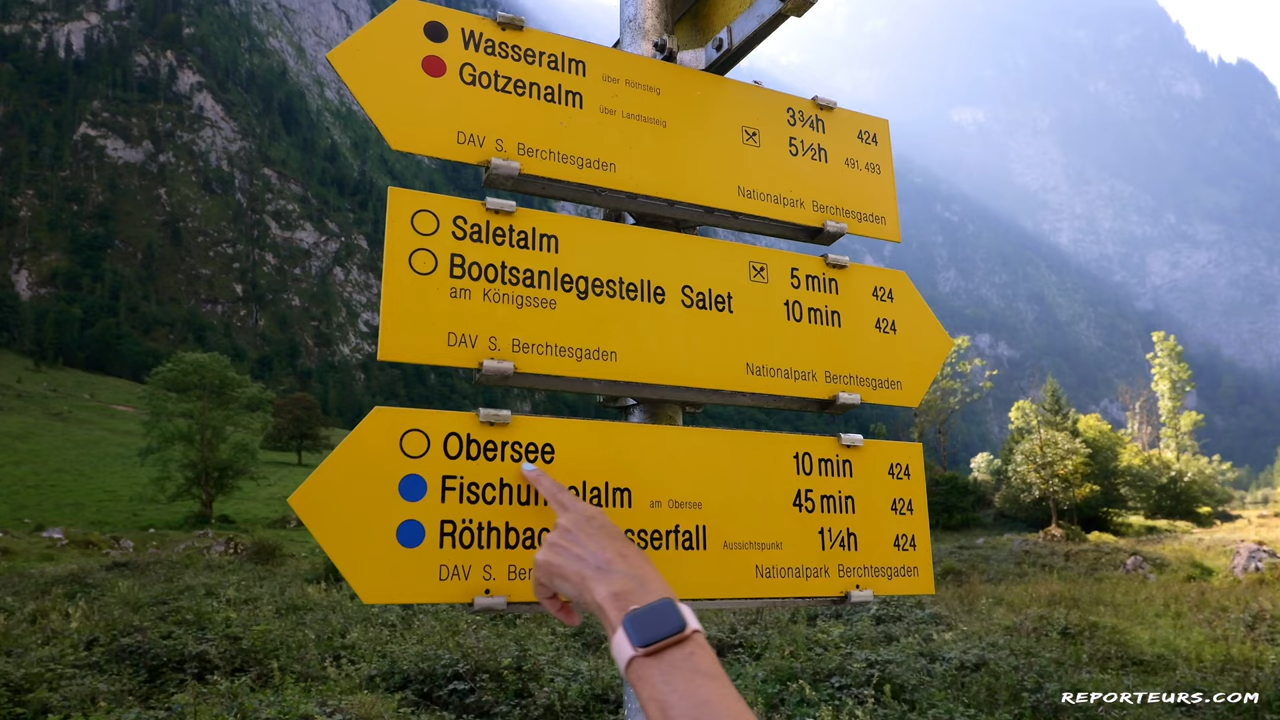 Wasseralm über Röthsteig 3¾h 424
Gotzenalm über Landtalsteig 5½h 491, 493
DAV S. Berchtesgaden Nationalpark Berchtesgaden
Saletalm 5 min 424
Bootsanlegestelle Salet 10 min 424
am Königssee
DAV S. Berchtesgaden Nationalpark Berchtesgaden
Obersee 10 min 424
am Obersee 45 min 424
Aussichtspunkt 1¼h 424
DAV S. Nationalpark Berchtesgaden
REPORTEURS.COM